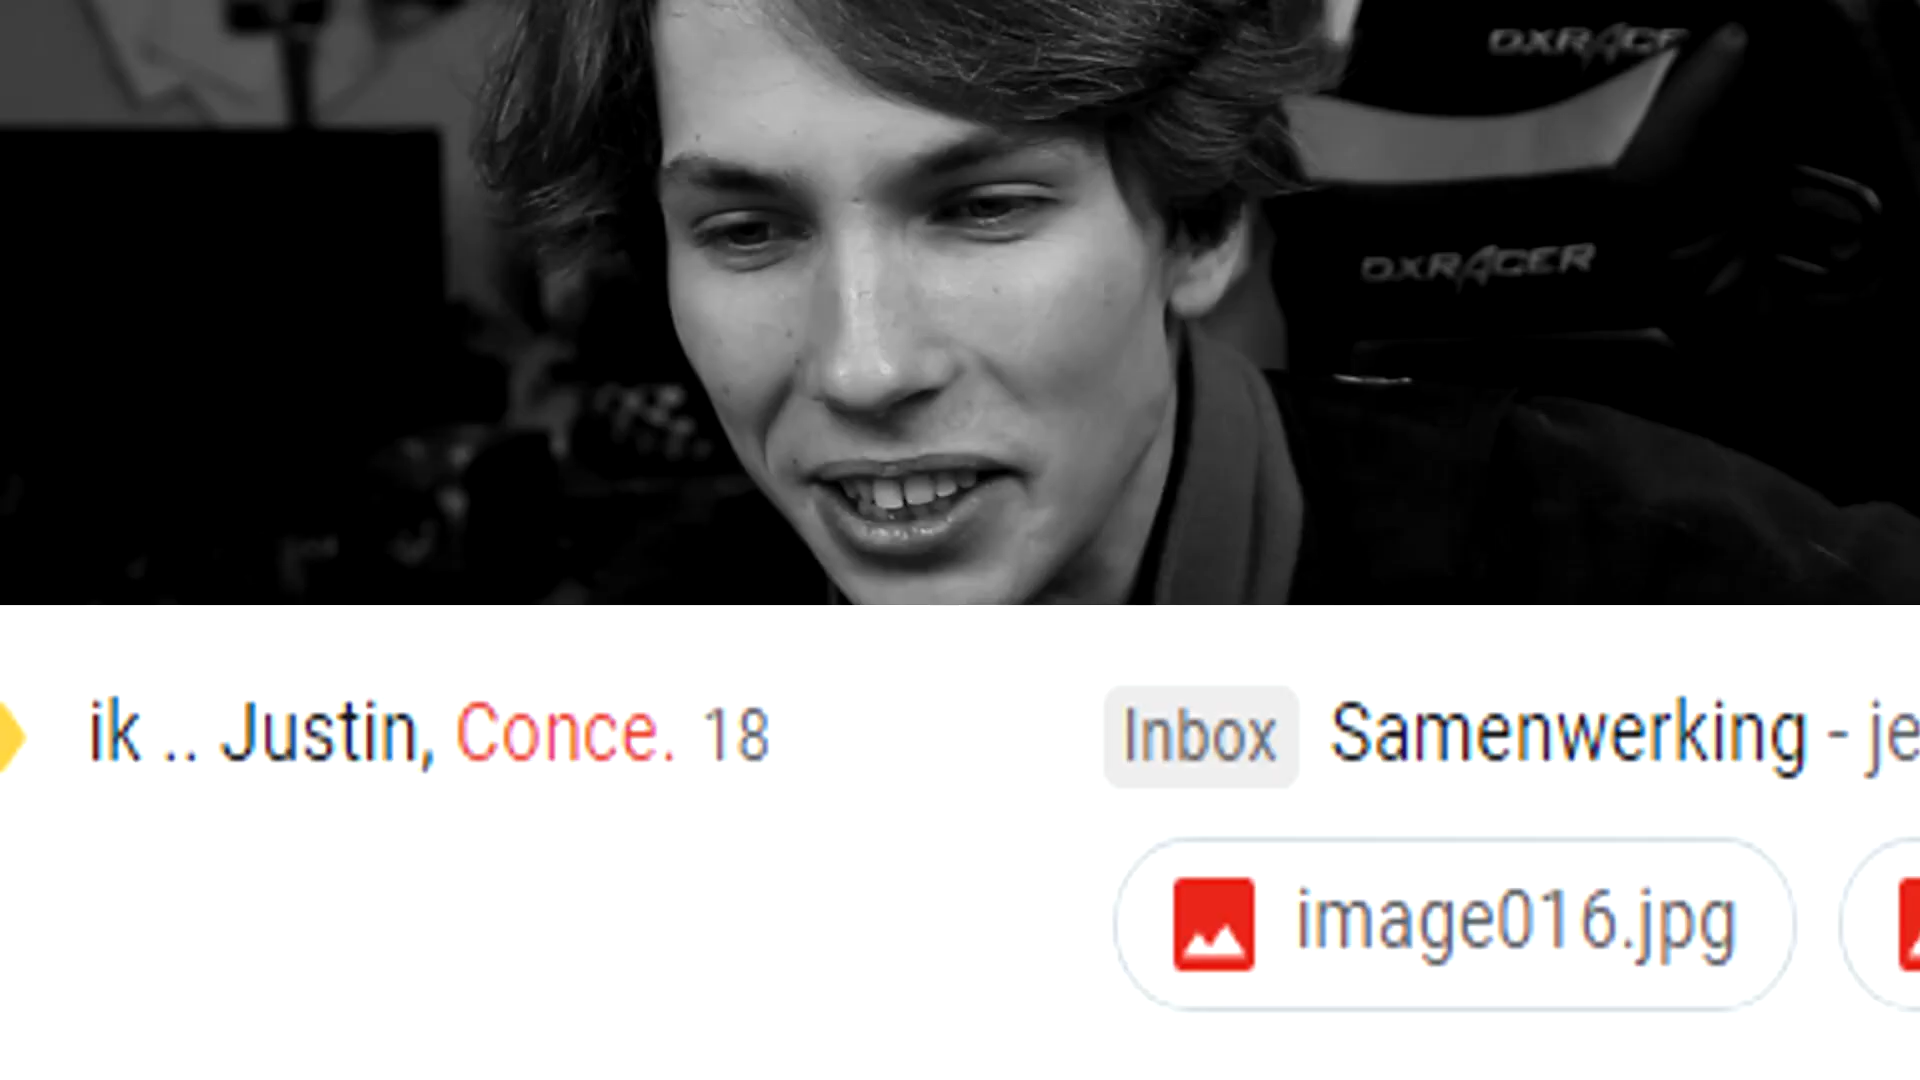 DXRACER
DXRACER
ik .. Justin, Conce. 18
Inbox Samenwerking - je
image016.jpg